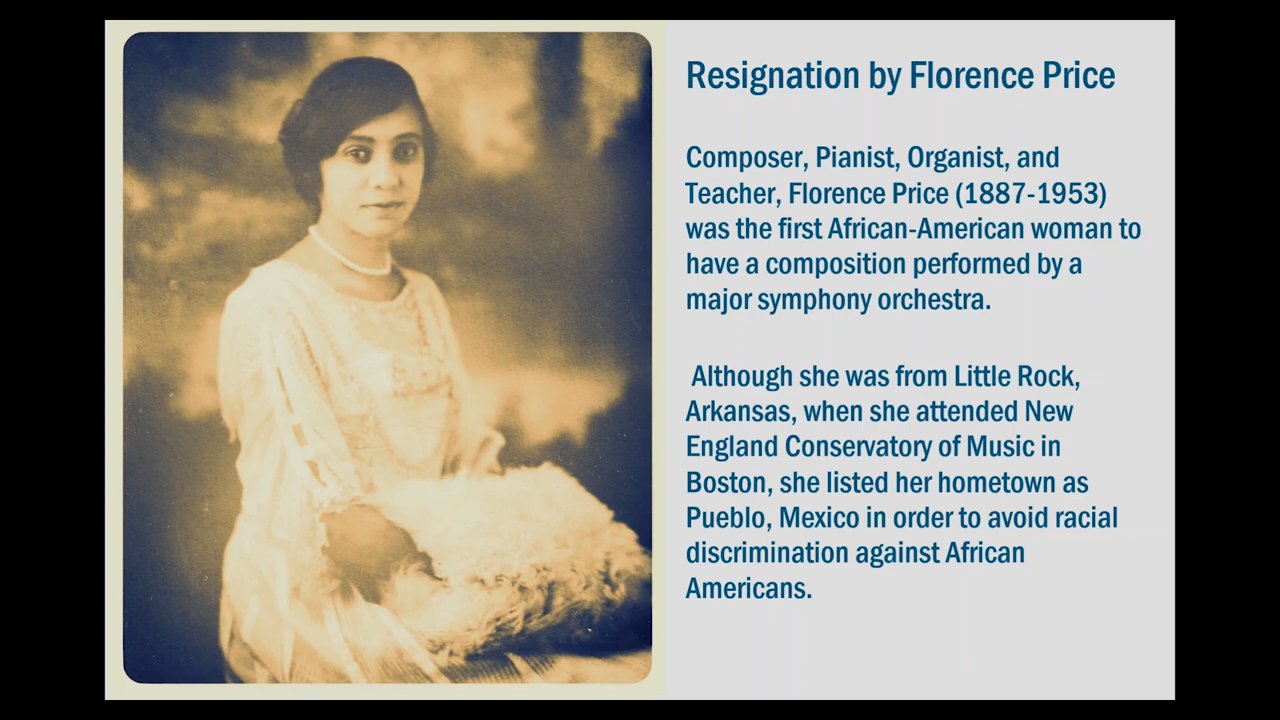 Resignation by Florence Price
Composer, Pianist, Organist, and
Teacher, Florence Price (1887-1953)
was the first African-American woman to
have a composition performed by a
major symphony orchestra.
Although she was from Little Rock,
Arkansas, when she attended New
England Conservatory of Music in
Boston, she listed her hometown as
Pueblo, Mexico in order to avoid racial
discrimination against African
Americans.